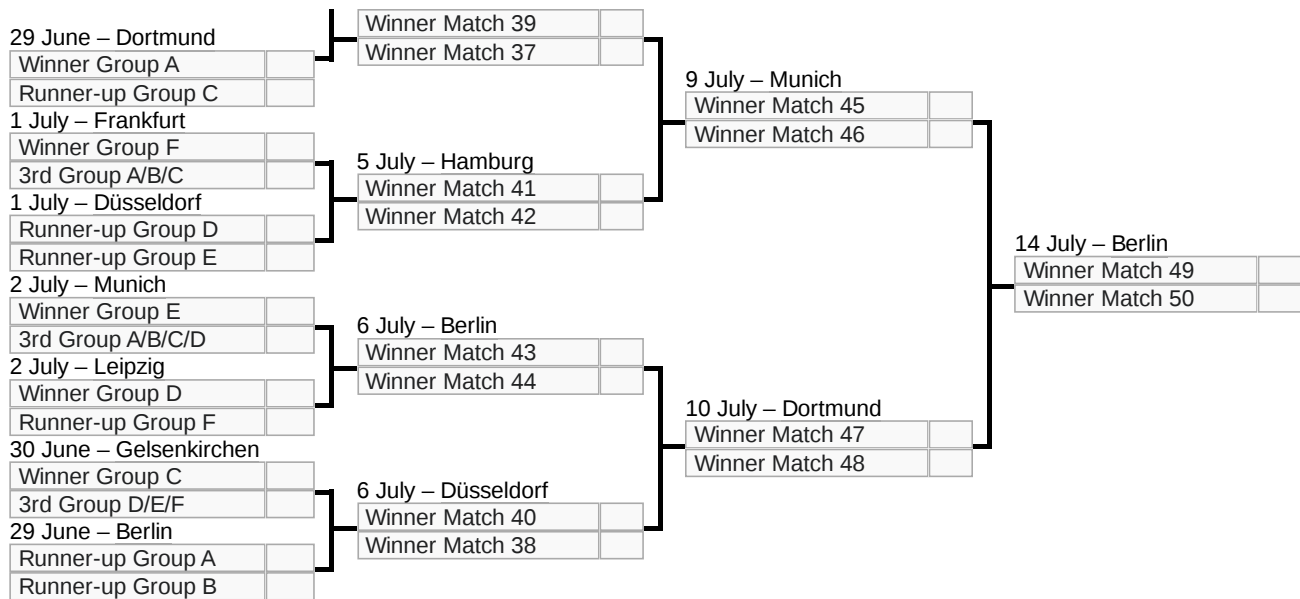 Winner Match 39
Winner Match 37
29 June – Dortmund
Winner Group A
Runner-up Group C
1 July – Frankfurt
Winner Group F
3rd Group A/B/C
1 July – Düsseldorf
Runner-up Group D
Runner-up Group E
2 July – Munich
Winner Group E
3rd Group A/B/C/D
2 July – Leipzig
Winner Group D
Runner-up Group F
30 June – Gelsenkirchen
Winner Group C
3rd Group D/E/F
29 June – Berlin
Runner-up Group A
Runner-up Group B
5 July – Hamburg
Winner Match 41
Winner Match 42
6 July – Berlin
Winner Match 43
Winner Match 44
6 July – Düsseldorf
Winner Match 40
Winner Match 38
9 July – Munich
Winner Match 45
Winner Match 46
10 July – Dortmund
Winner Match 47
Winner Match 48
14 July – Berlin
Winner Match 49
Winner Match 50